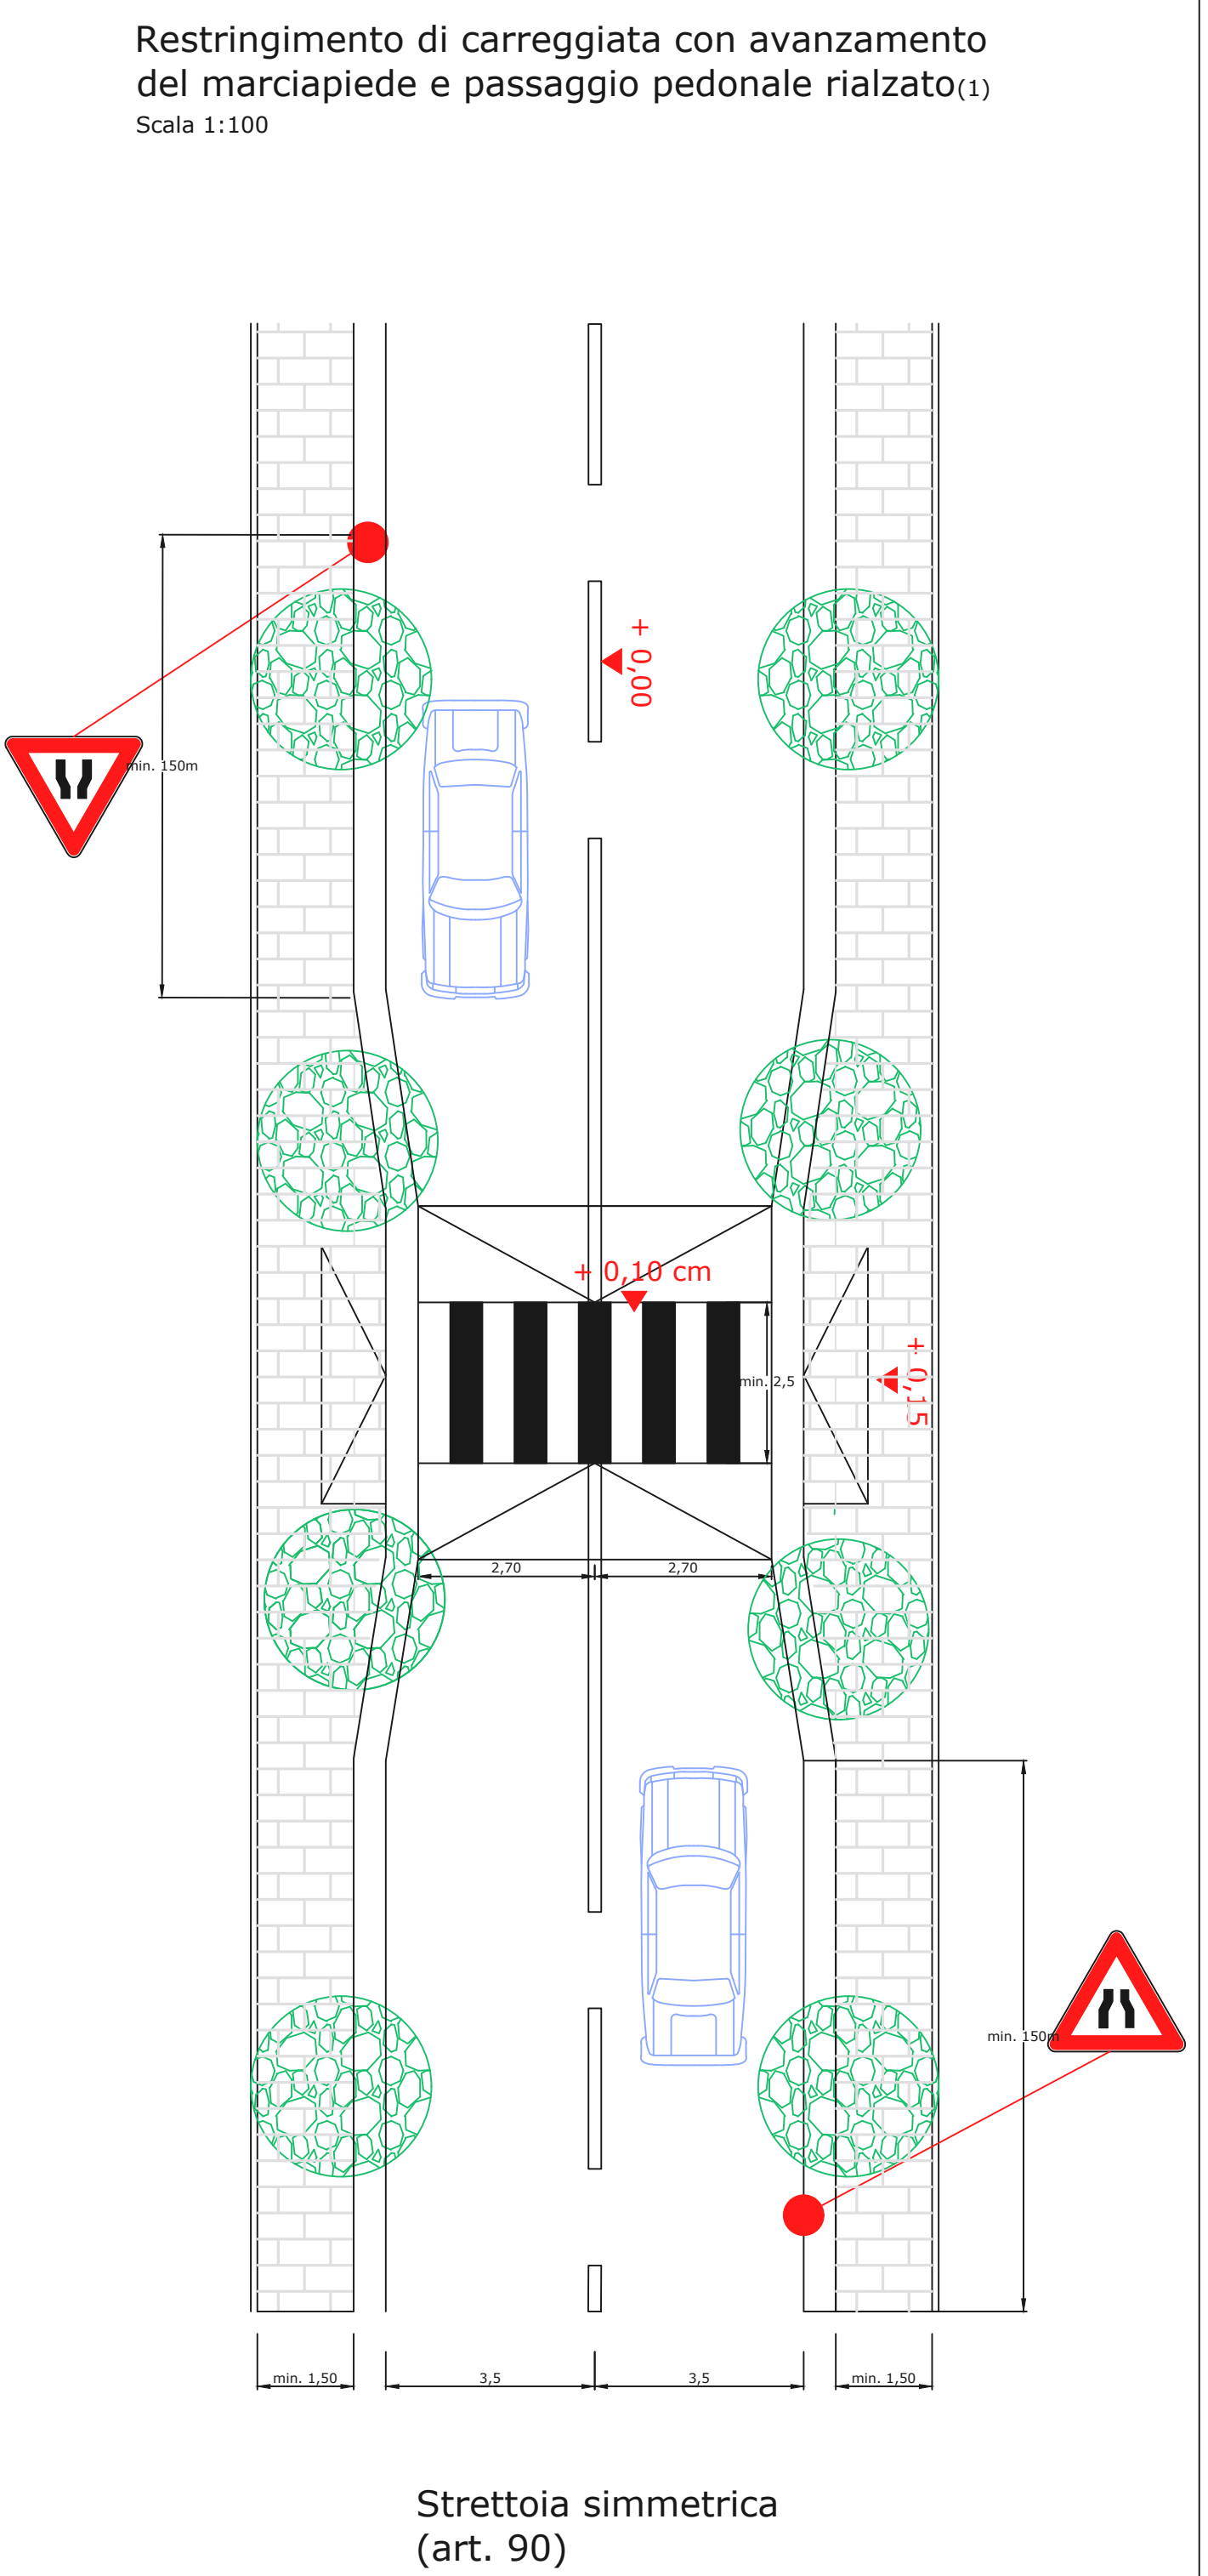 Restringimento di carreggiata con avanzamento
del marciapiede e passaggio pedonale rialzato(1)
Scala 1:100
+ 0,00
min. 150m
+ 0,10 cm
min. 2,5
+ 0,15
2,70
2,70
min. 150m
min. 1,50
3,5
3,5
min. 1,50
Strettoia simmetrica
(art. 90)